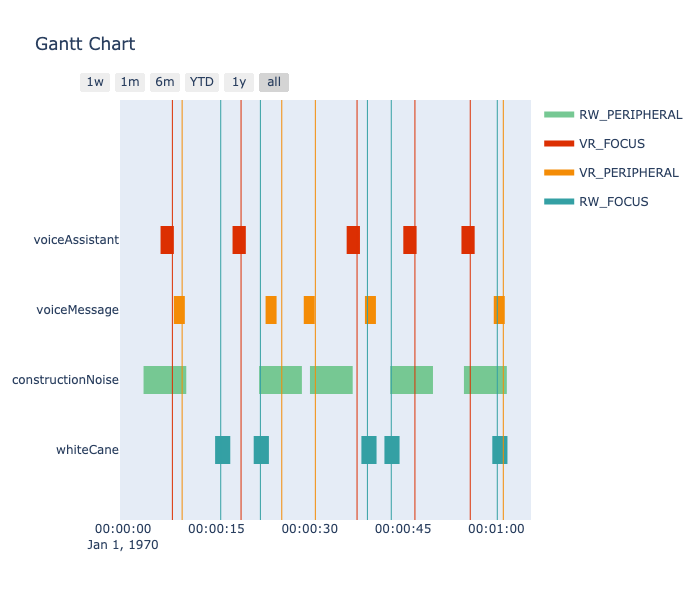 Gantt Chart
1w 1m 6m YTD 1y all
RW_PERIPHERAL
VR_FOCUS
VR_PERIPHERAL
RW_FOCUS
voiceAssistant
voiceMessage
constructionNoise
whiteCane
00:00:00 00:00:15 00:00:30 00:00:45 00:01:00
Jan 1, 1970